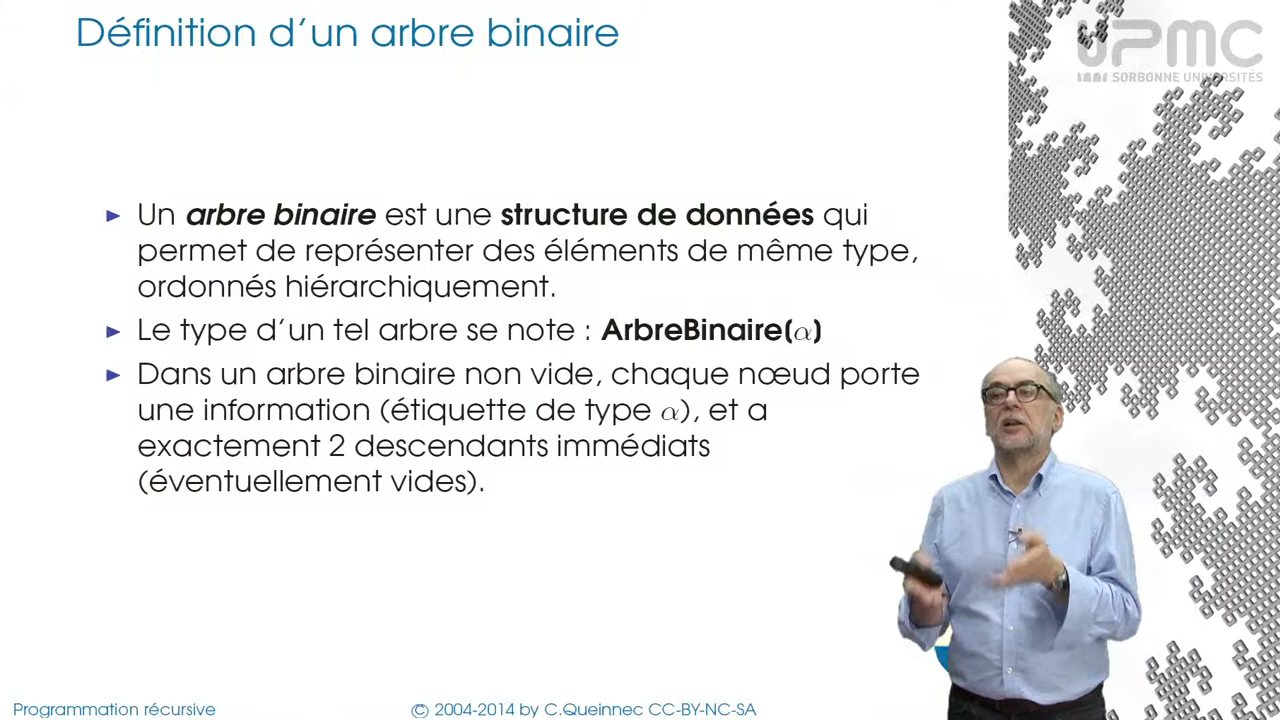 Définition d'un arbre binaire
UPMC
SORBONNE UNIVERSITÉS
► Un arbre binaire est une structure de données qui
permet de représenter des éléments de même type,
ordonnés hiérarchiquement.
► Le type d'un tel arbre se note : ArbreBinaire(α)
► Dans un arbre binaire non vide, chaque nœud porte
une information (étiquette de type α), et a
exactement 2 descendants immédiats
(éventuellement vides).
Programmation récursive
© 2004-2014 by C.Queinnec CC-BY-NC-SA